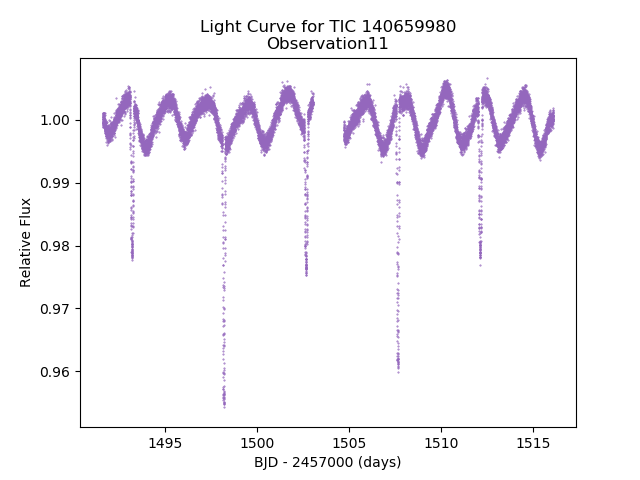 Light Curve for TIC 140659980
Observation11
1.00
0.99
0.98
0.97
0.96
Relative Flux
1495
1500
1505
1510
1515
BJD - 2457000 (days)